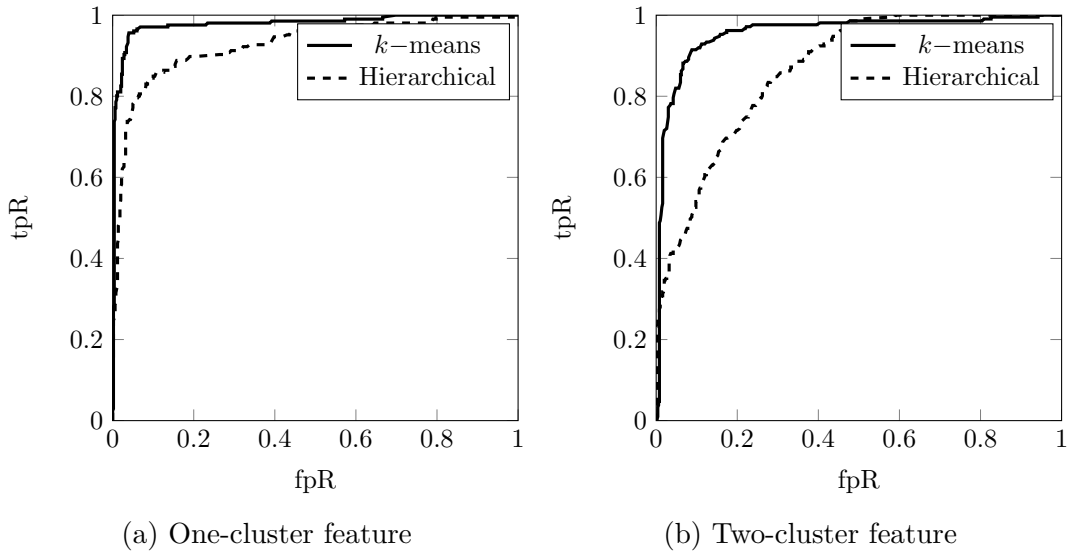 1
0.8
0.6
0.4
0.2
0
0 0.2 0.4 0.6 0.8 1
tpR
fpR
k−means
Hierarchical
(a) One-cluster feature
1
0.8
0.6
0.4
0.2
0
0 0.2 0.4 0.6 0.8 1
tpR
fpR
k−means
Hierarchical
(b) Two-cluster feature